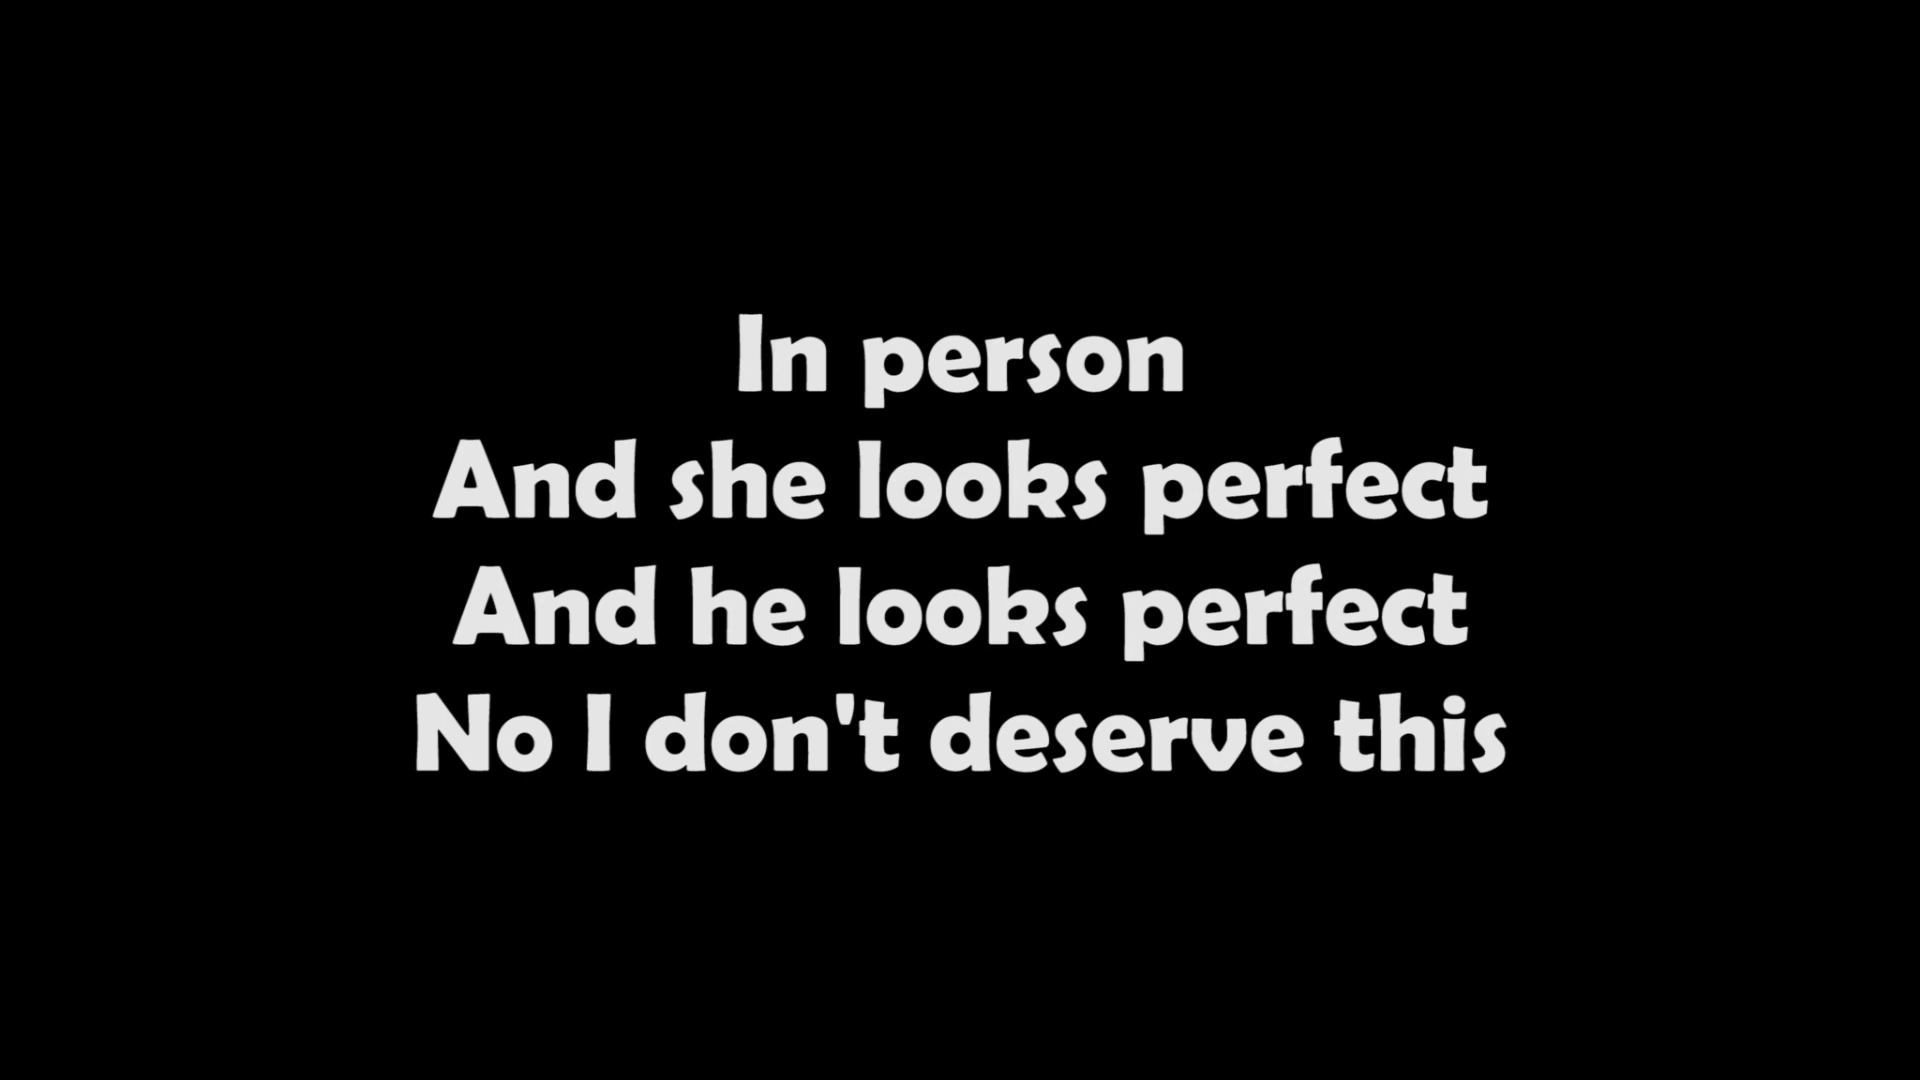 In person
And she looks perfect
And he looks perfect
No I don't deserve this